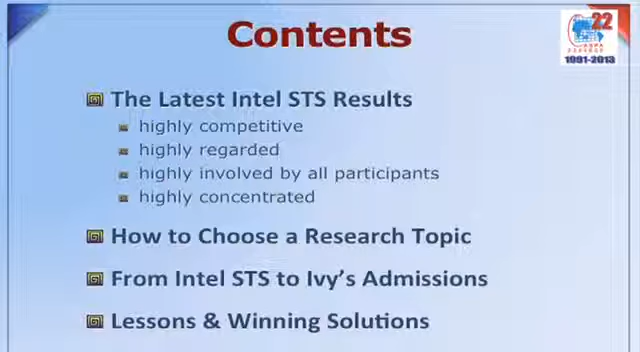 Contents
22
1991-2013
The Latest Intel STS Results
highly competitive
highly regarded
highly involved by all participants
highly concentrated
How to Choose a Research Topic
From Intel STS to Ivy's Admissions
Lessons & Winning Solutions